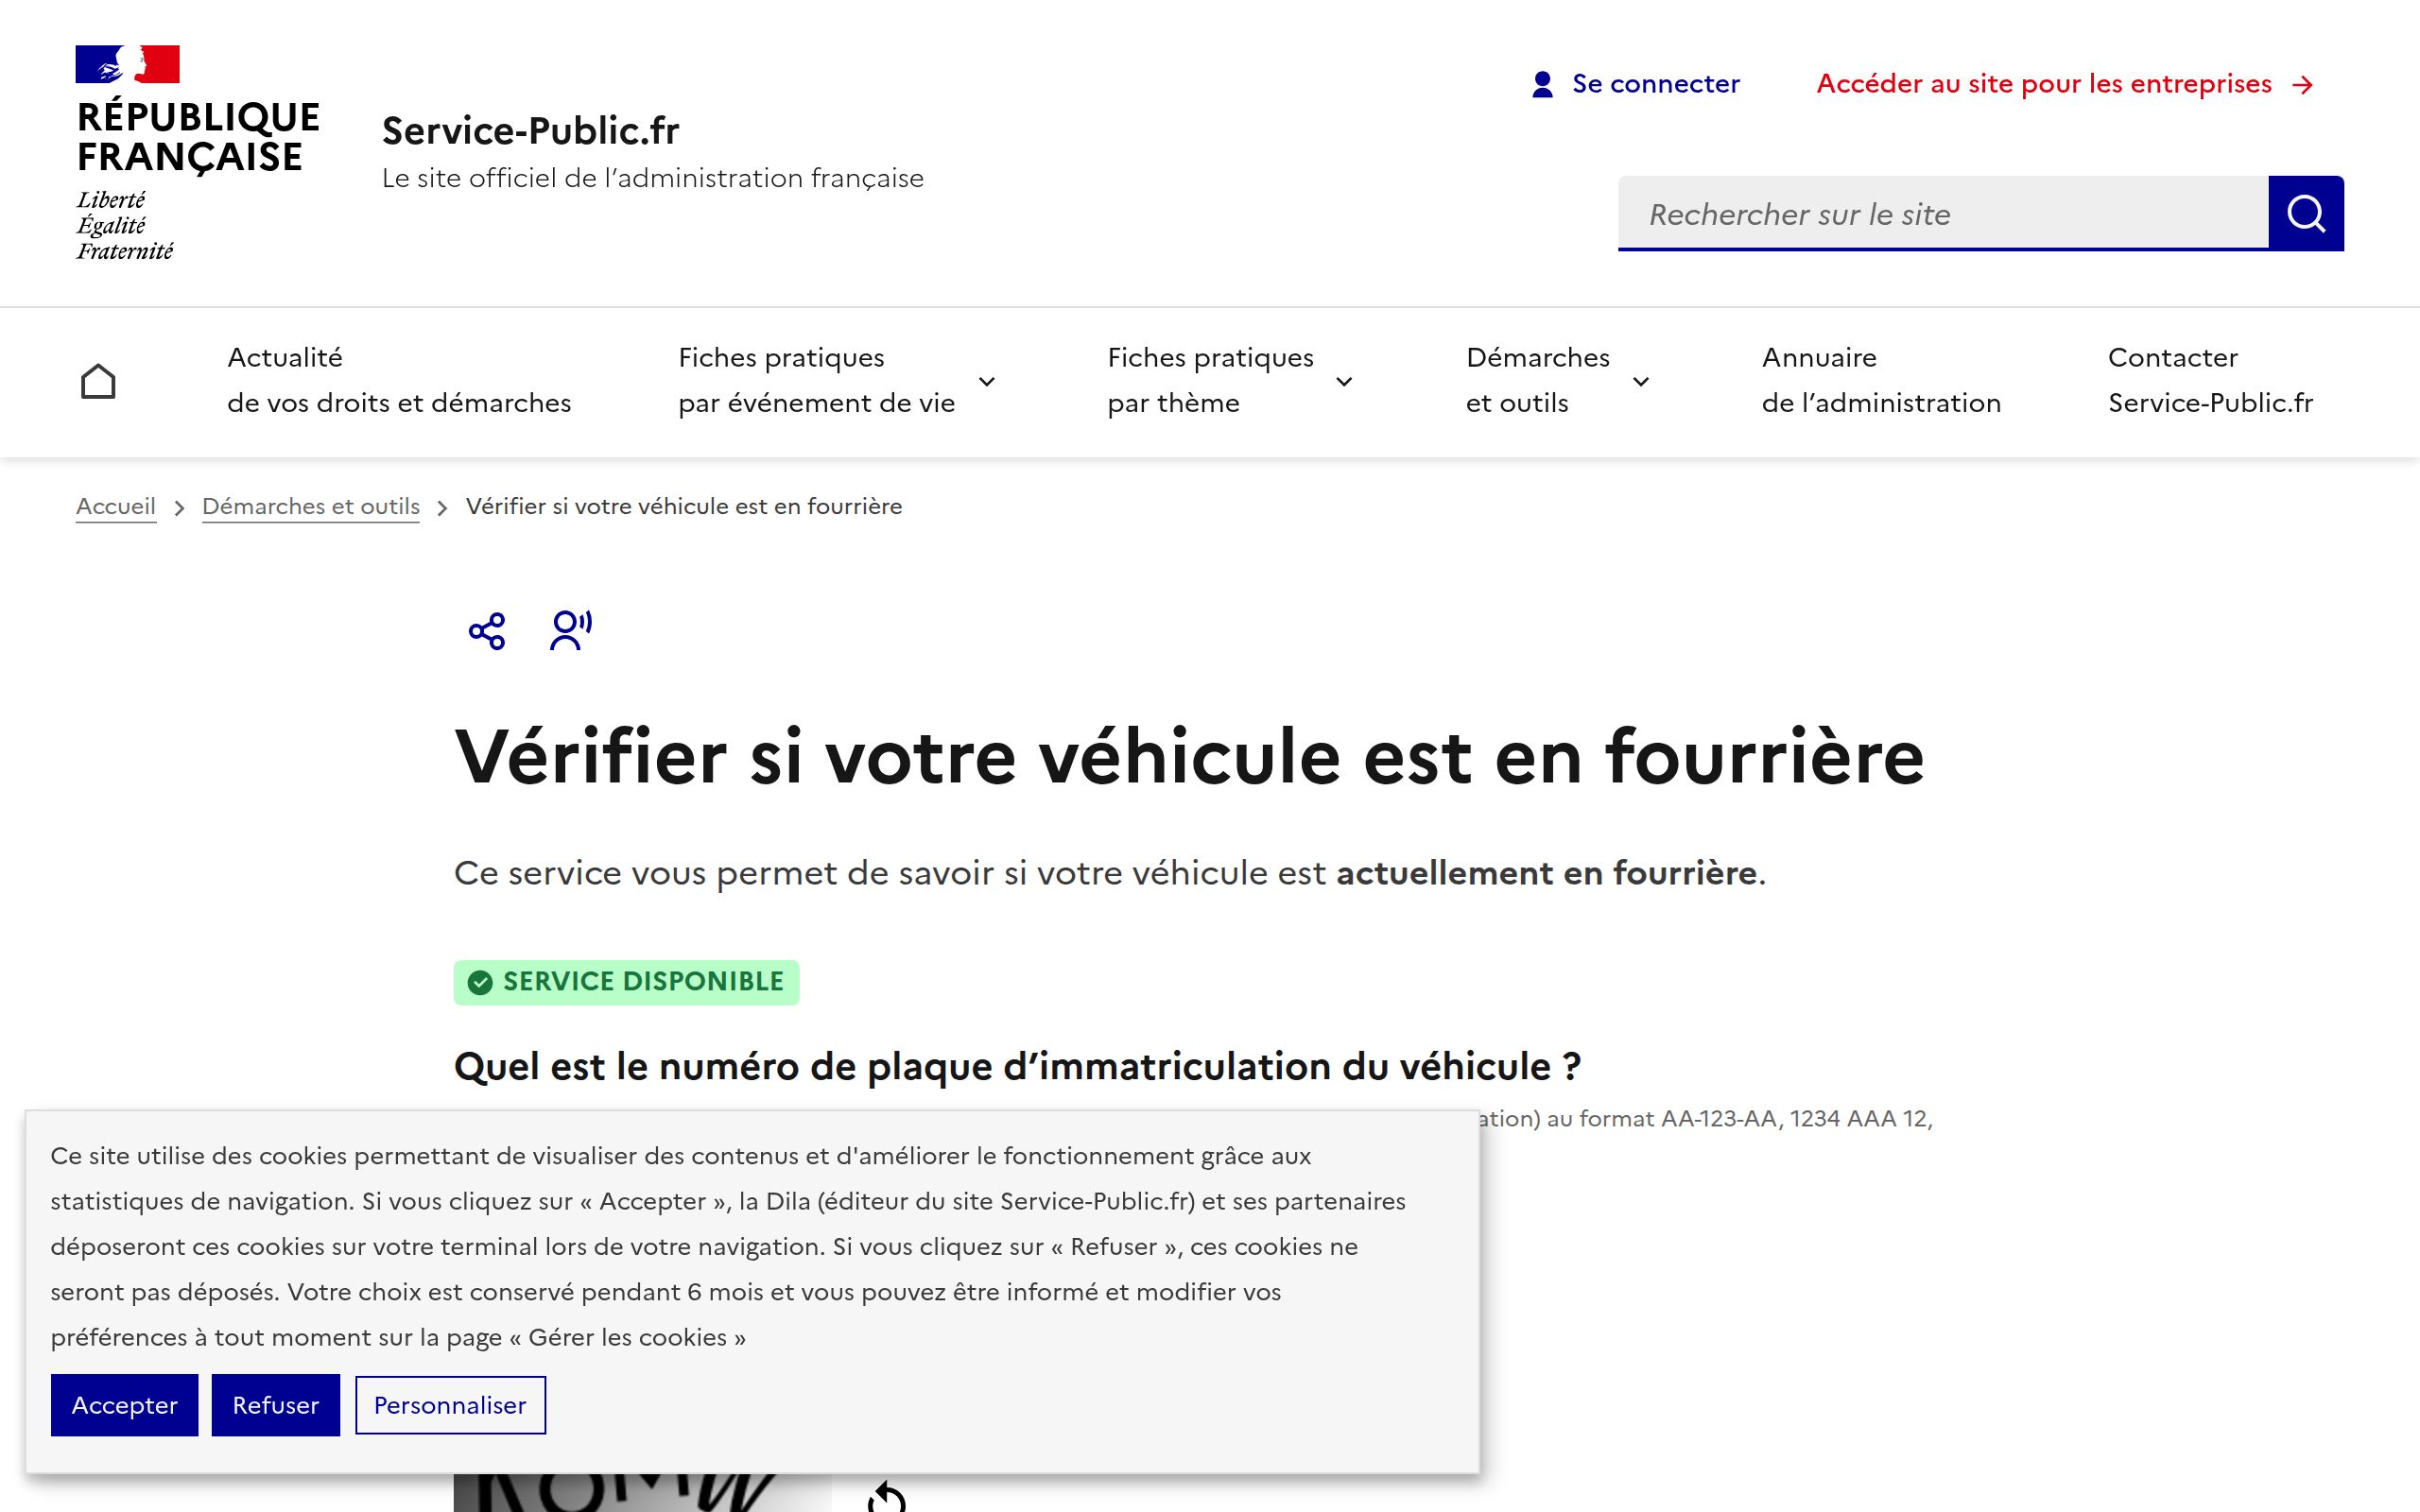 RÉPUBLIQUE
FRANÇAISE
Liberté
Égalité
Fraternité
Service-Public.fr
Le site officiel de l’administration française
Se connecter
Accéder au site pour les entreprises
Rechercher sur le site
Actualité
de vos droits et démarches
Fiches pratiques
par événement de vie
Fiches pratiques
par thème
Démarches
et outils
Annuaire
de l’administration
Contacter
Service-Public.fr
Accueil
Démarches et outils
Vérifier si votre véhicule est en fourrière
Vérifier si votre véhicule est en fourrière
Ce service vous permet de savoir si votre véhicule est actuellement en fourrière.
SERVICE DISPONIBLE
Quel est le numéro de plaque d’immatriculation du véhicule ?
au format AA-123-AA, 1234 AAA 12,
Ce site utilise des cookies permettant de visualiser des contenus et d'améliorer le fonctionnement grâce aux
statistiques de navigation. Si vous cliquez sur « Accepter », la Dila (éditeur du site Service-Public.fr) et ses partenaires
déposeront ces cookies sur votre terminal lors de votre navigation. Si vous cliquez sur « Refuser », ces cookies ne
seront pas déposés. Votre choix est conservé pendant 6 mois et vous pouvez être informé et modifier vos
préférences à tout moment sur la page « Gérer les cookies »
Accepter
Refuser
Personnaliser